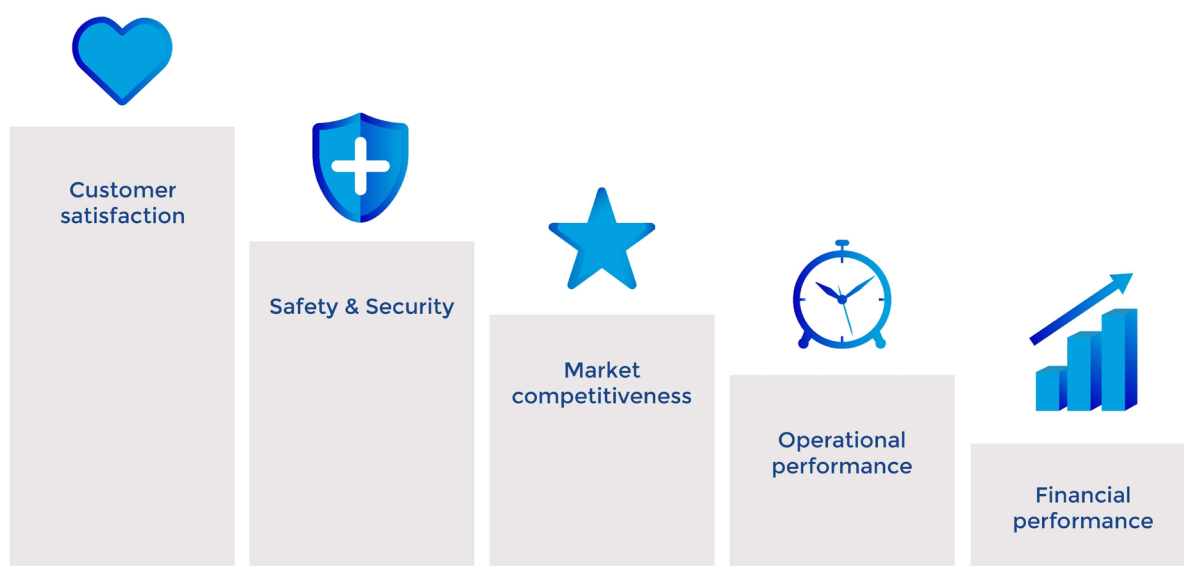 Customer
satisfaction
Safety & Security
Market
competitiveness
Operational
performance
Financial
performance